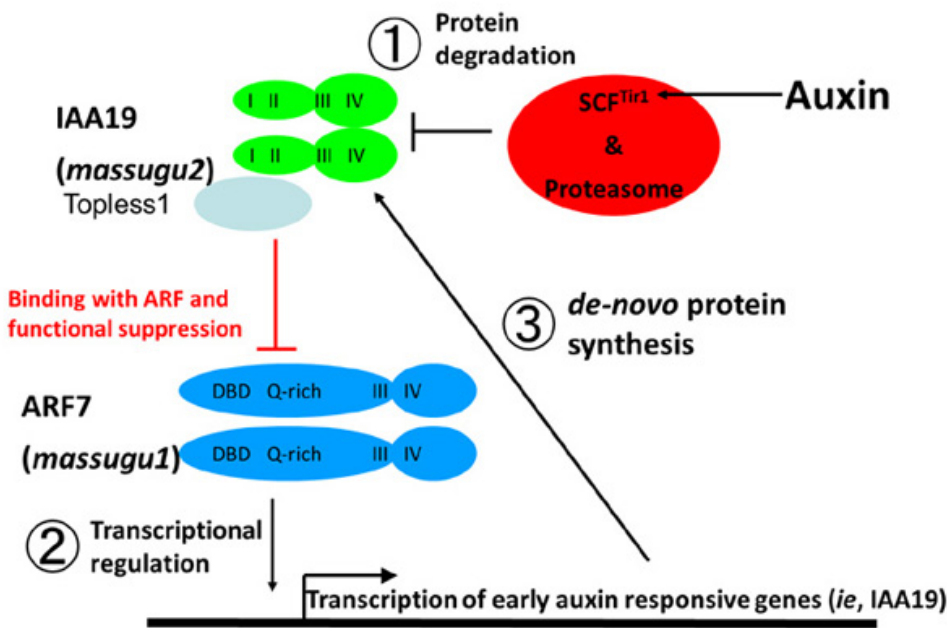 ① Protein
degradation
I II III IV
IAA19
(massugu2)
I II III IV
Topless1
SCFTir1
&
Proteasome
Auxin
Binding with ARF and
functional suppression
③ de-novo protein
synthesis
ARF7
(massugu1)
DBD Q-rich III IV
DBD Q-rich III IV
② Transcriptional
regulation
Transcription of early auxin responsive genes (ie, IAA19)